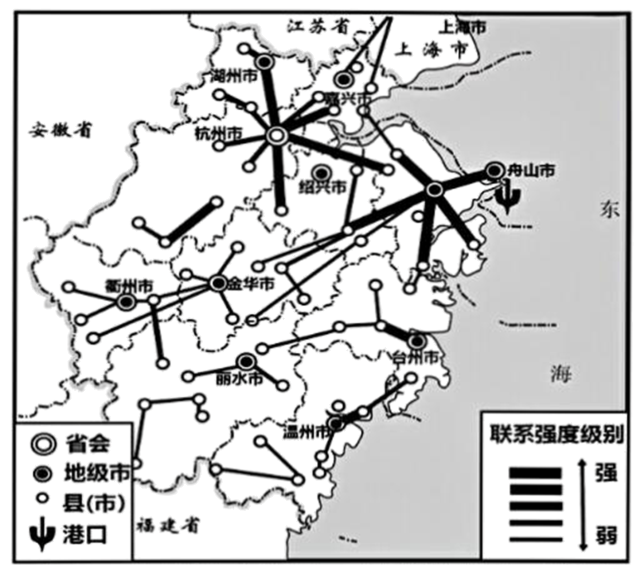 江苏省
上海市
上海市
湖州市
嘉兴市
安徽省
杭州市
绍兴市
舟山市
东
衢州市
金华市
台州市
丽水市
海
温州市
福建省
省会
地级市
县(市)
港口
联系强度级别
强
弱